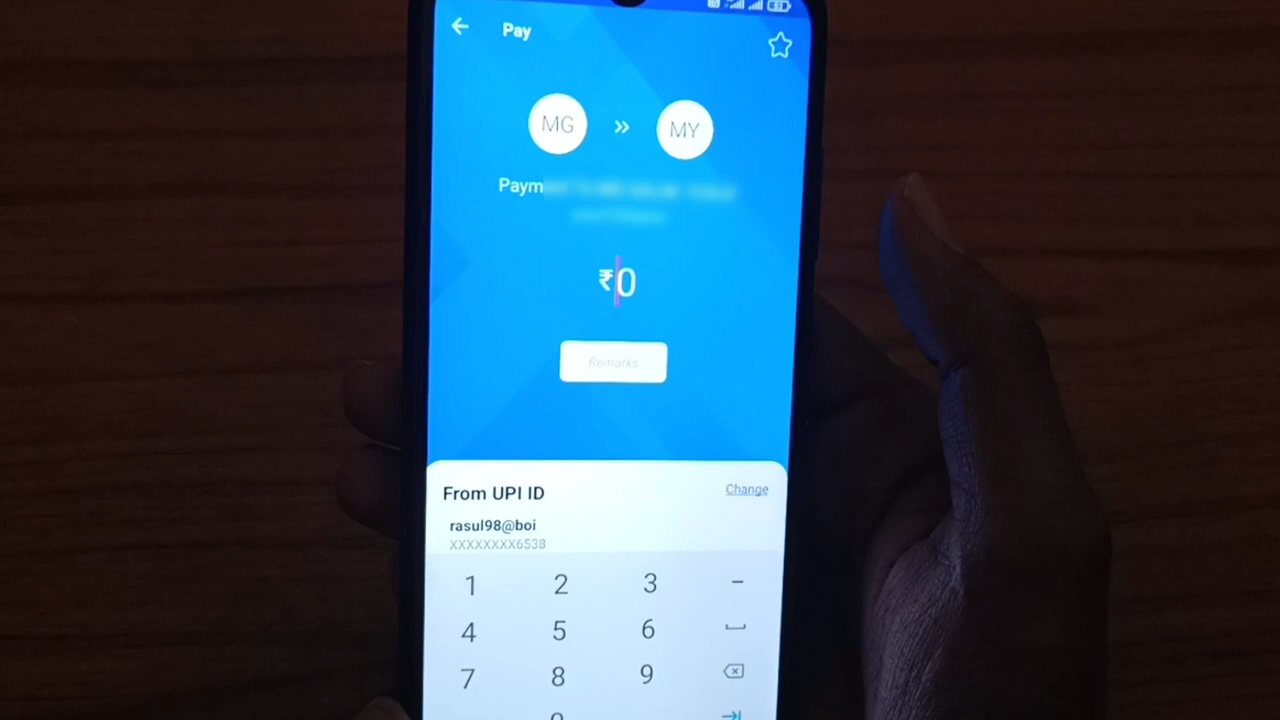 Pay
MG » MY
Paym
₹0
Remarks
From UPI ID
Change
rasul98@boi
XXXXXXXX6538
1 2 3 -
4 5 6
7 8 9